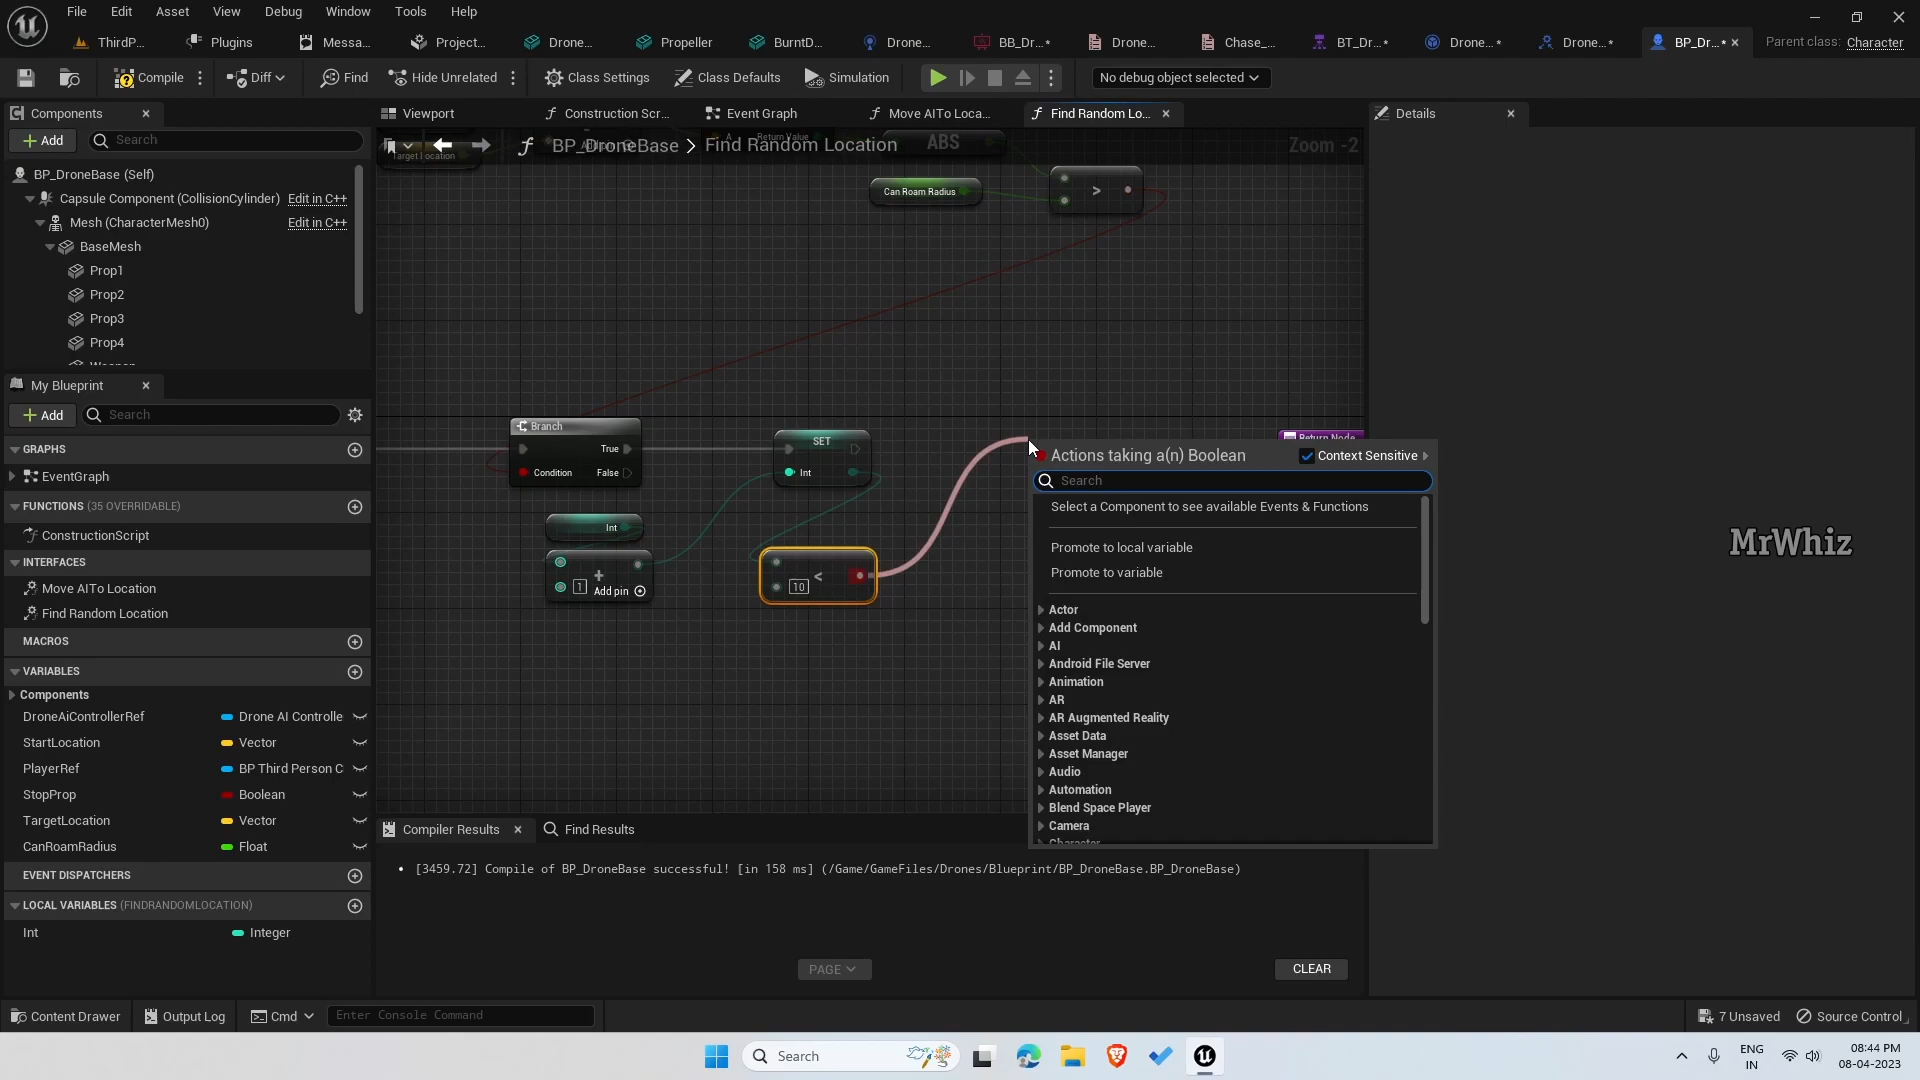 File Edit Asset View Debug Window Tools Help
ThirdP... Plugins Messa... Project... Drone... Propeller BurntD... Drone... BB_Dr...* Drone... Chase_... BT_Dr...* Drone...* Drone...* BP_Dr...* Parent class: Character
Compile Diff Find Hide Unrelated Class Settings Class Defaults Simulation No debug object selected
Components Viewport Construction Scr... Event Graph Move AITo Loca... Find Random Lo... Details
Add Search
BP_DroneBase > Find Random Location Zoom -2
Target Location Return Value ABS
BP_DroneBase (Self)
Can Roam Radius >
Capsule Component (CollisionCylinder) Edit in C++
Mesh (CharacterMesh0) Edit in C++
BaseMesh
Prop1
Prop2
Prop3
Prop4
My Blueprint
Add Search
GRAPHS
EventGraph
FUNCTIONS (35 OVERRIDABLE)
ConstructionScript
INTERFACES
Move AITo Location
Find Random Location
MACROS
VARIABLES
Components
DroneAiControllerRef Drone AI Controlle
StartLocation Vector
PlayerRef BP Third Person C
StopProp Boolean
TargetLocation Vector
CanRoamRadius Float
EVENT DISPATCHERS
LOCAL VARIABLES (FINDRANDOMLOCATION)
Int Integer
Branch
True
Condition False
SET
Int
Int
+
1 Add pin
<
10
Return Node
Actions taking a(n) Boolean Context Sensitive
Search
Select a Component to see available Events & Functions
Promote to local variable
Promote to variable
Actor
Add Component
AI
Android File Server
Animation
AR
AR Augmented Reality
Asset Data
Asset Manager
Audio
Automation
Blend Space Player
Camera
Character
MrWhiz
Compiler Results Find Results
[3459.72] Compile of BP_DroneBase successful! [in 158 ms] (/Game/GameFiles/Drones/Blueprint/BP_DroneBase.BP_DroneBase)
PAGE CLEAR
Content Drawer Output Log Cmd Enter Console Command 7 Unsaved Source Control
Search
ENG
IN
08:44 PM
08-04-2023